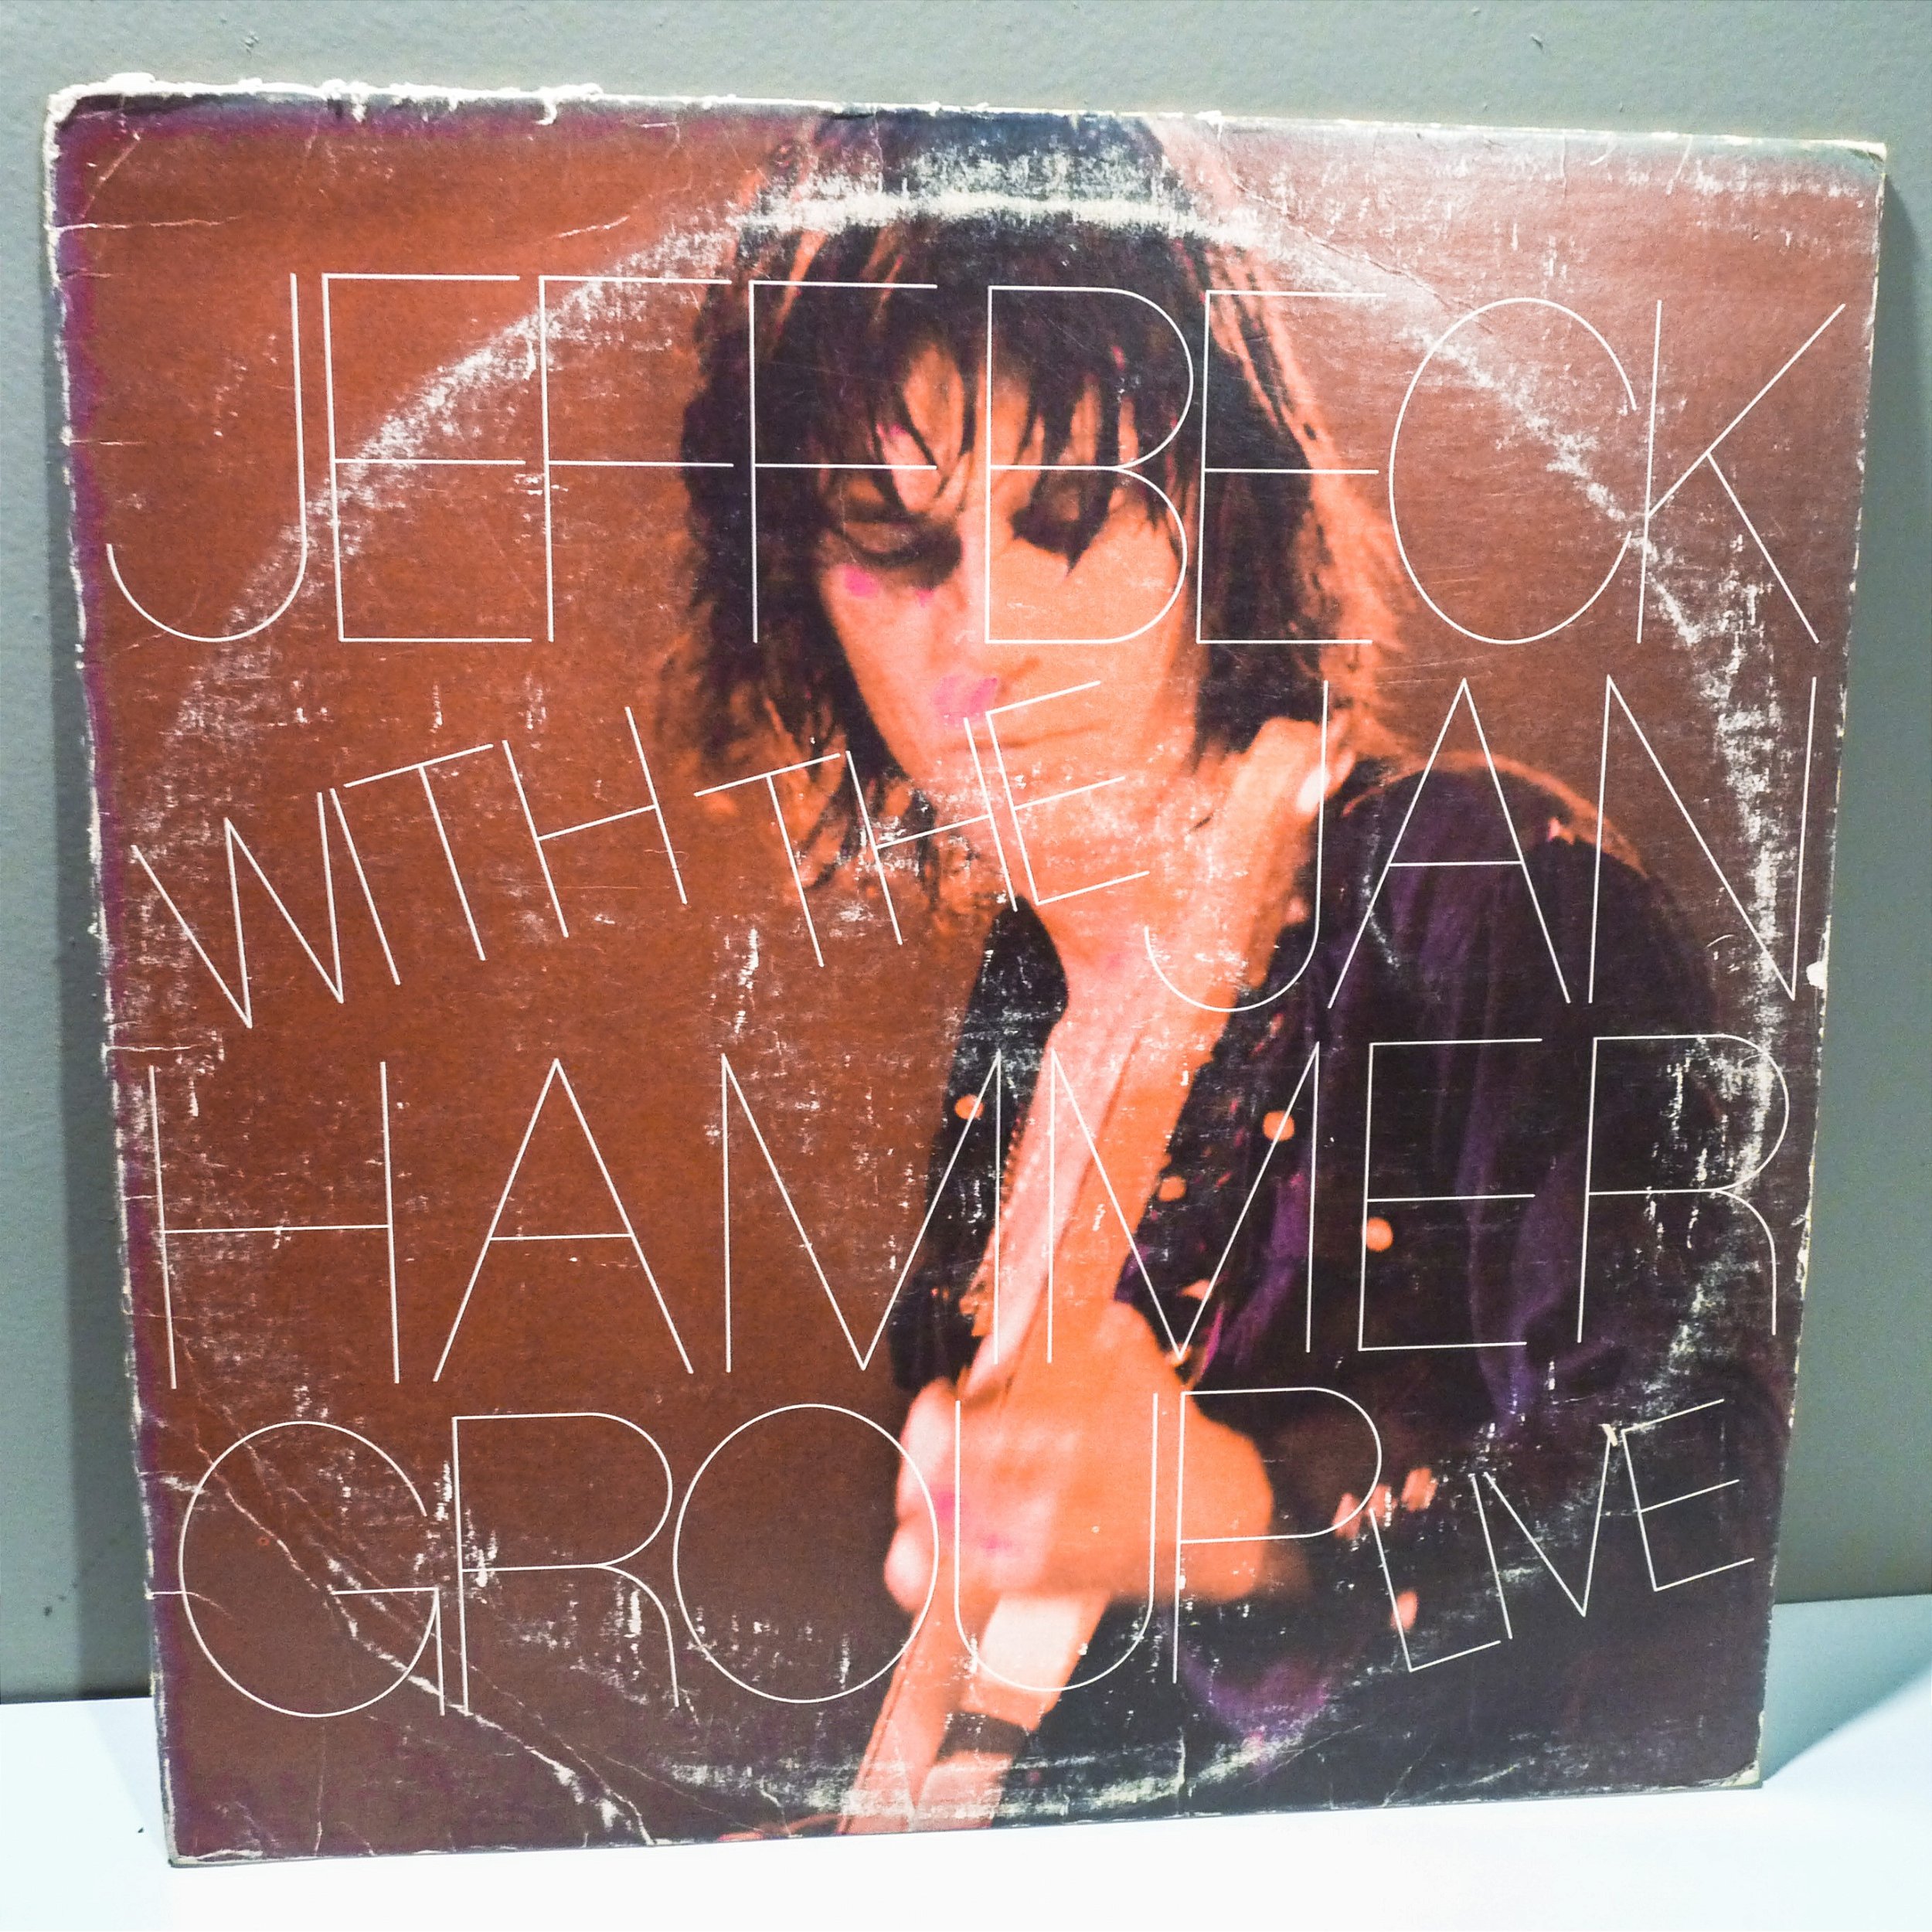 JEFF BECK
WITH THE JAN
HAMMER
GROUP LIVE